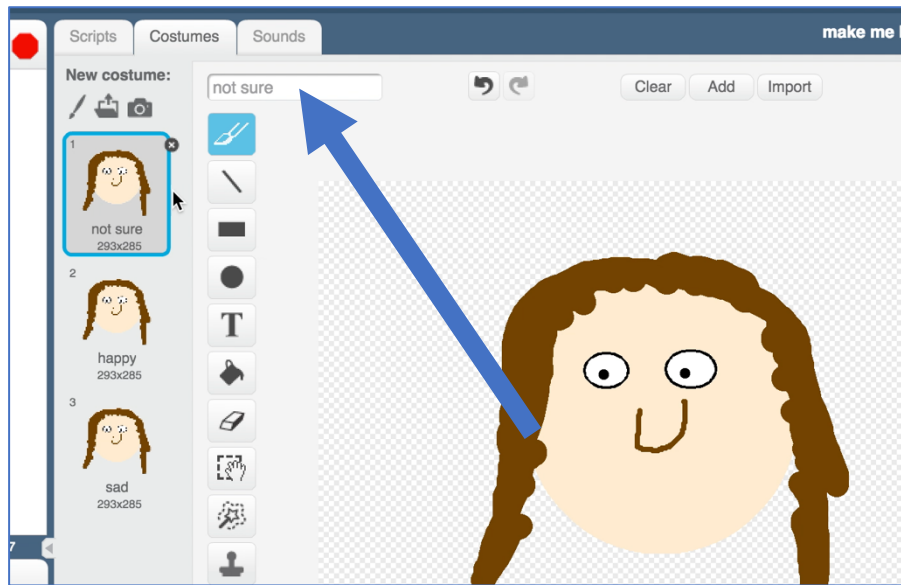 Scripts Costumes Sounds
make me
New costume:
not sure
Clear Add Import
1
not sure
293x285
2
happy
293x285
3
sad
293x285
T
7